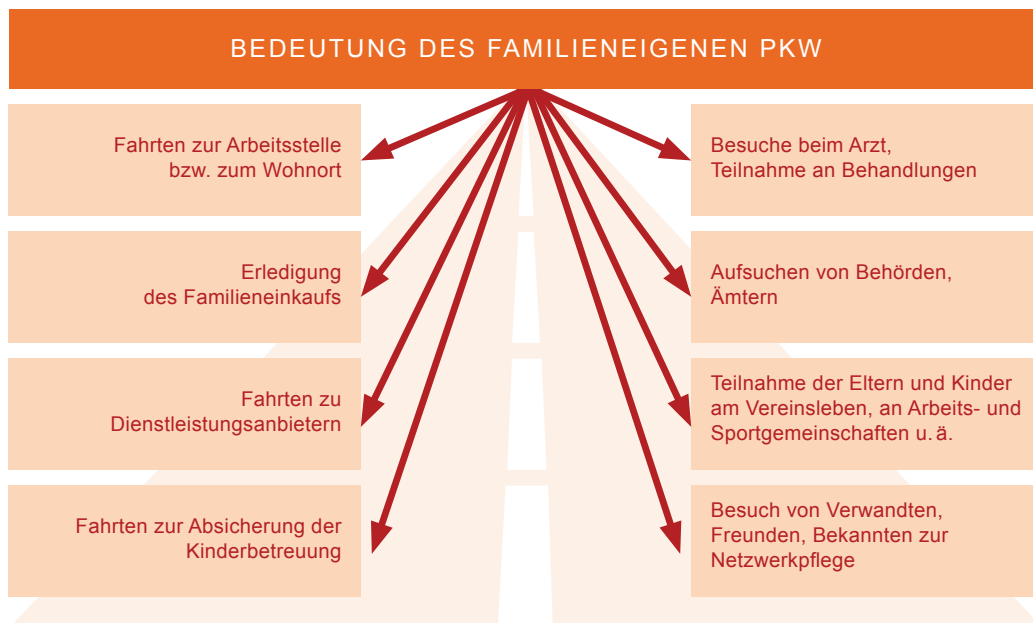 BEDEUTUNG DES FAMILIENEIGENEN PKW
Fahrten zur Arbeitsstelle
bzw. zum Wohnort
Erledigung
des Familieneinkaufs
Fahrten zu
Dienstleistungsanbietern
Fahrten zur Absicherung der
Kinderbetreuung
Besuche beim Arzt,
Teilnahme an Behandlungen
Aufsuchen von Behörden,
Ämtern
Teilnahme der Eltern und Kinder
am Vereinsleben, an Arbeits- und
Sportgemeinschaften u. ä.
Besuch von Verwandten,
Freunden, Bekannten zur
Netzwerkpflege